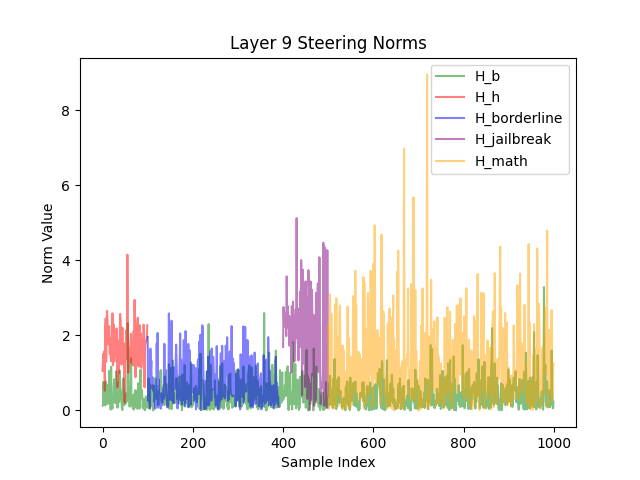 Layer 9 Steering Norms
H_b
H_h
H_borderline
H_jailbreak
H_math
Norm Value
8
6
4
2
0
0 200 400 600 800 1000
Sample Index